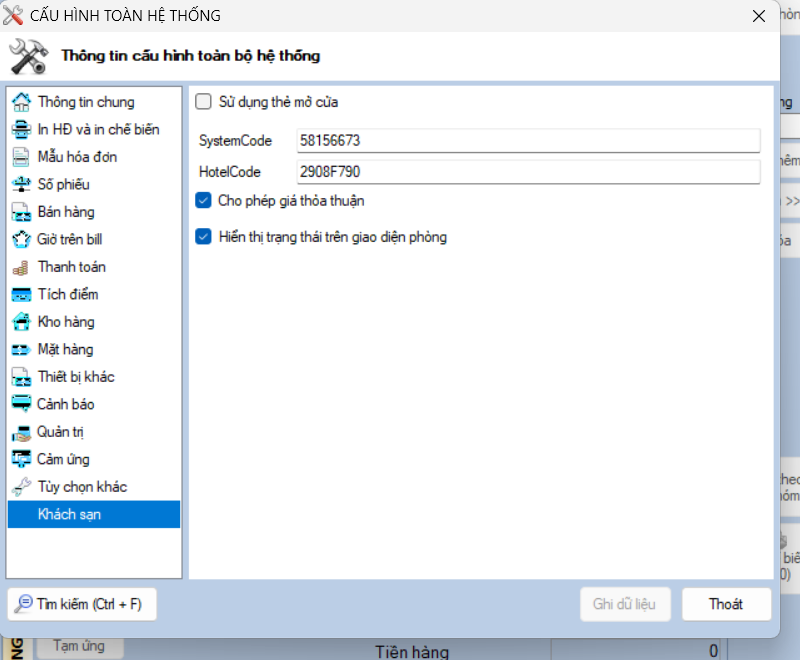 CẤU HÌNH TOÀN HỆ THỐNG
Thông tin cấu hình toàn bộ hệ thống
Thông tin chung
In HĐ và in chế biến
Mẫu hóa đơn
Số phiếu
Bán hàng
Giờ trên bill
Thanh toán
Tích điểm
Kho hàng
Mặt hàng
Thiết bị khác
Cảnh báo
Quản trị
Cảm ứng
Tùy chọn khác
Khách sạn
Sử dụng thẻ mở cửa
SystemCode 58156673
HotelCode 2908F790
Cho phép giá thỏa thuận
Hiển thị trạng thái trên giao diện phòng
Tìm kiếm (Ctrl + F)
Ghi dữ liệu
Thoát
Tạm ứng
Tiền hàng 0